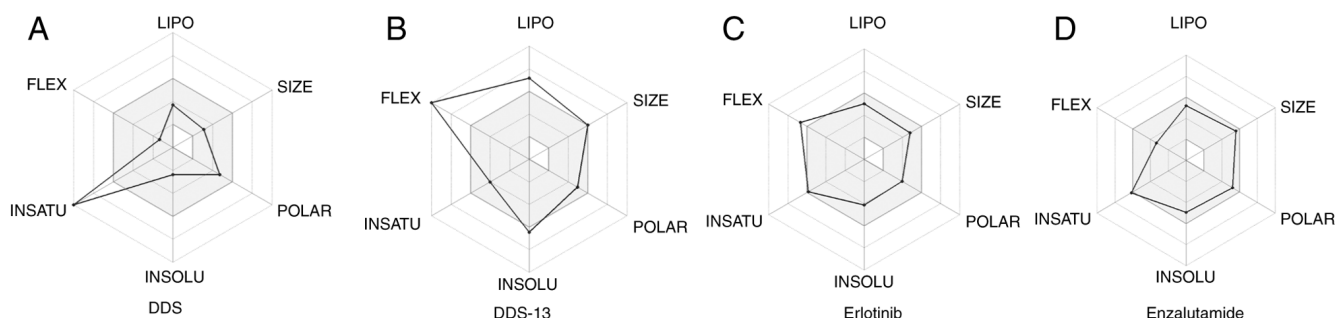 A
LIPO
FLEX
SIZE
INSATU
POLAR
INSOLU
DDS
B
LIPO
FLEX
SIZE
INSATU
POLAR
INSOLU
DDS-13
C
LIPO
FLEX
SIZE
INSATU
POLAR
INSOLU
Erlotinib
D
LIPO
FLEX
SIZE
INSATU
POLAR
INSOLU
Enzalutamide